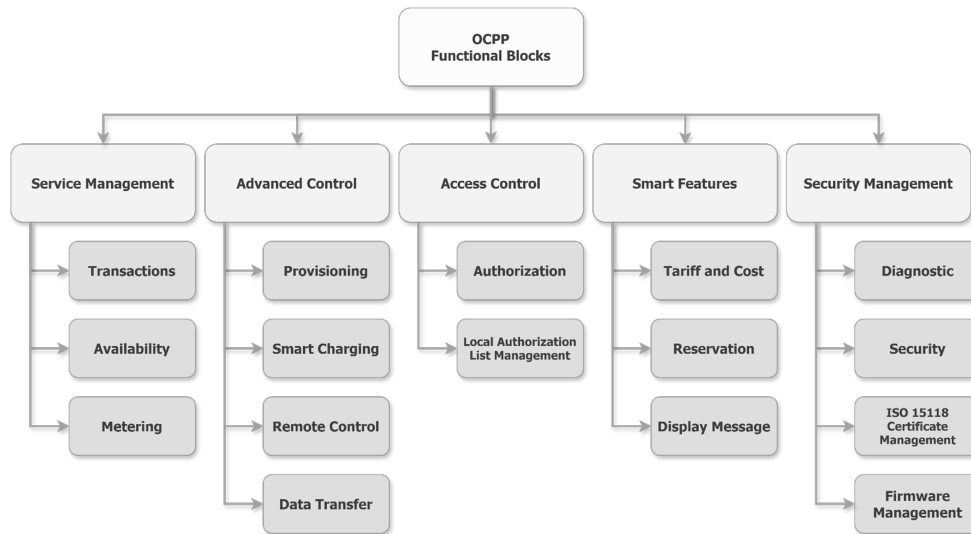 OCPP
Functional Blocks
Service Management
Advanced Control
Access Control
Smart Features
Security Management
Transactions
Provisioning
Authorization
Tariff and Cost
Diagnostic
Availability
Smart Charging
Local Authorization
List Management
Reservation
Security
Metering
Remote Control
Display Message
ISO 15118
Certificate
Management
Data Transfer
Firmware
Management